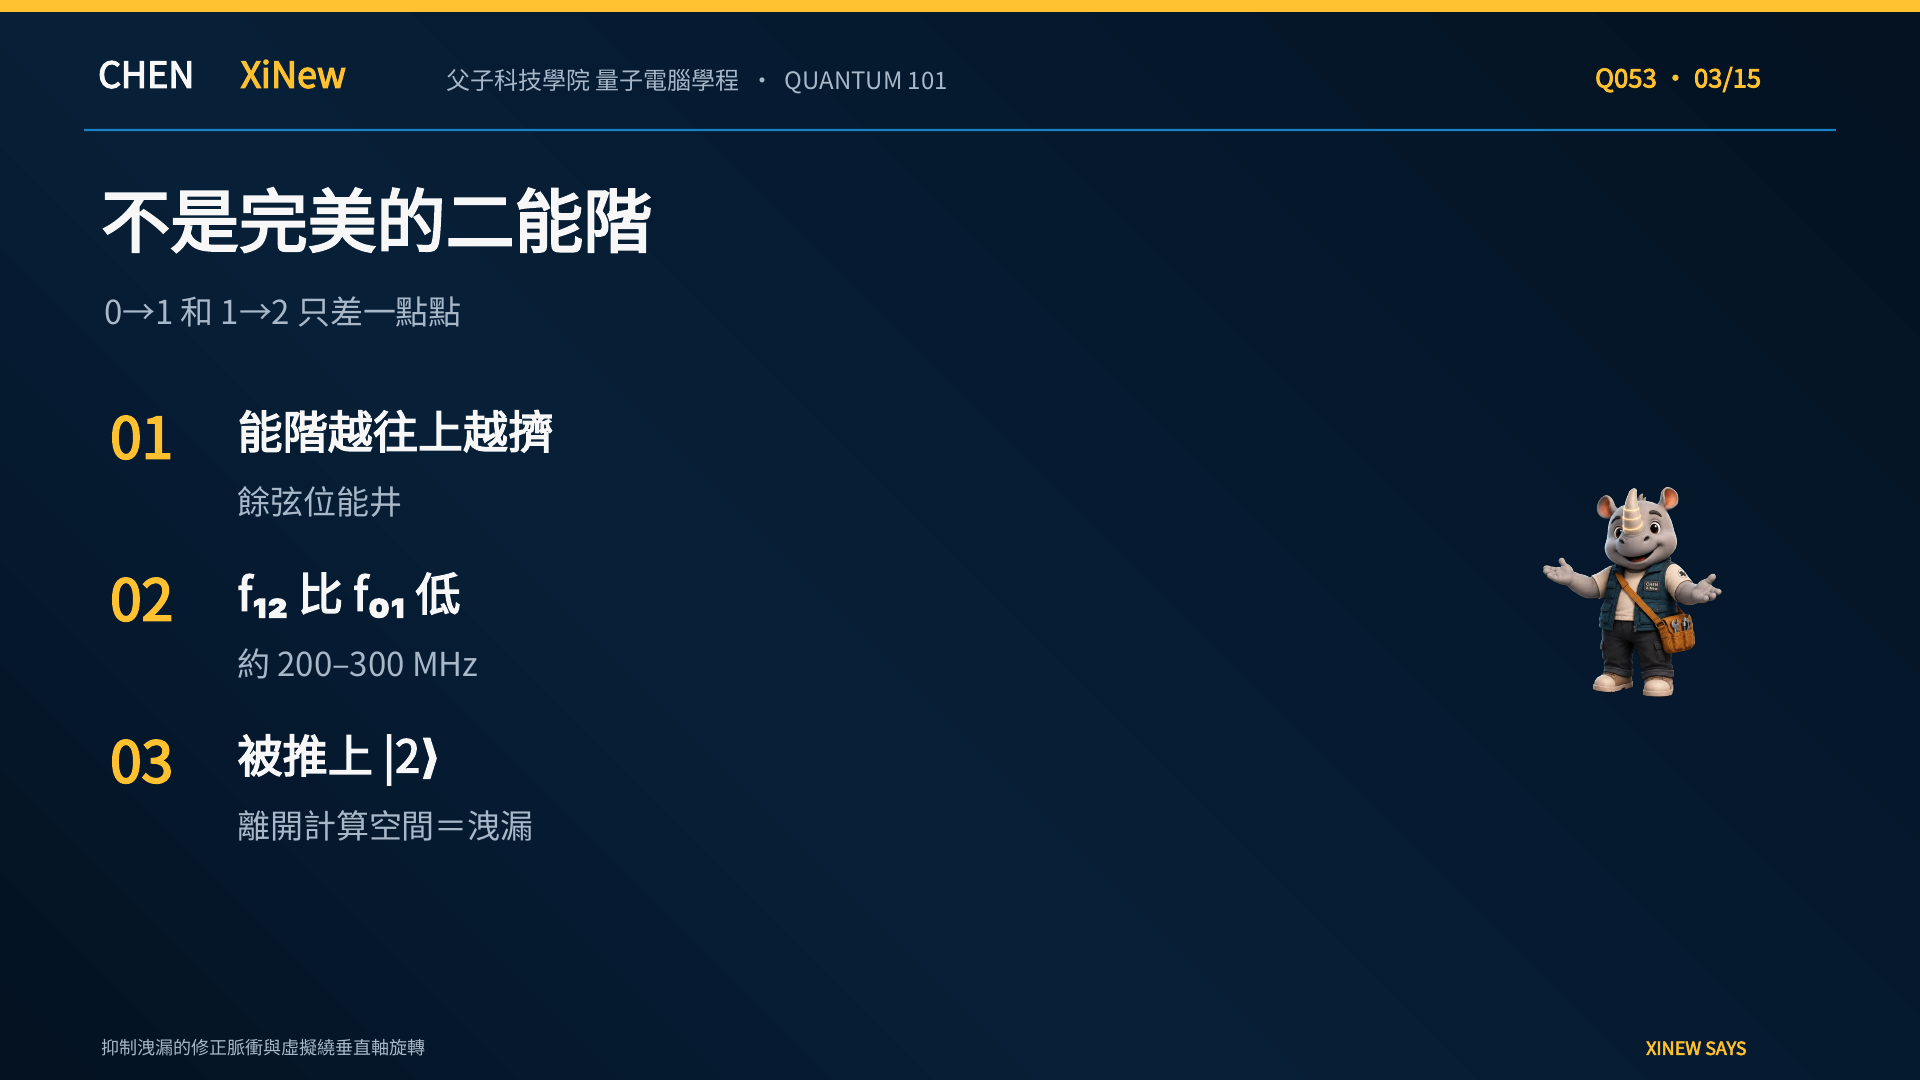 CHEN XiNew 父子科技學院 量子電腦學程 • QUANTUM 101 Q053 • 03/15
不是完美的二能階
0→1 和 1→2 只差一點點
01 能階越往上越擠
餘弦位能井
02 f₁₂ 比 f₀₁ 低
約 200–300 MHz
03 被推上 |2⟩
離開計算空間＝洩漏
抑制洩漏的修正脈衝與虛擬繞垂直軸旋轉 XINEW SAYS